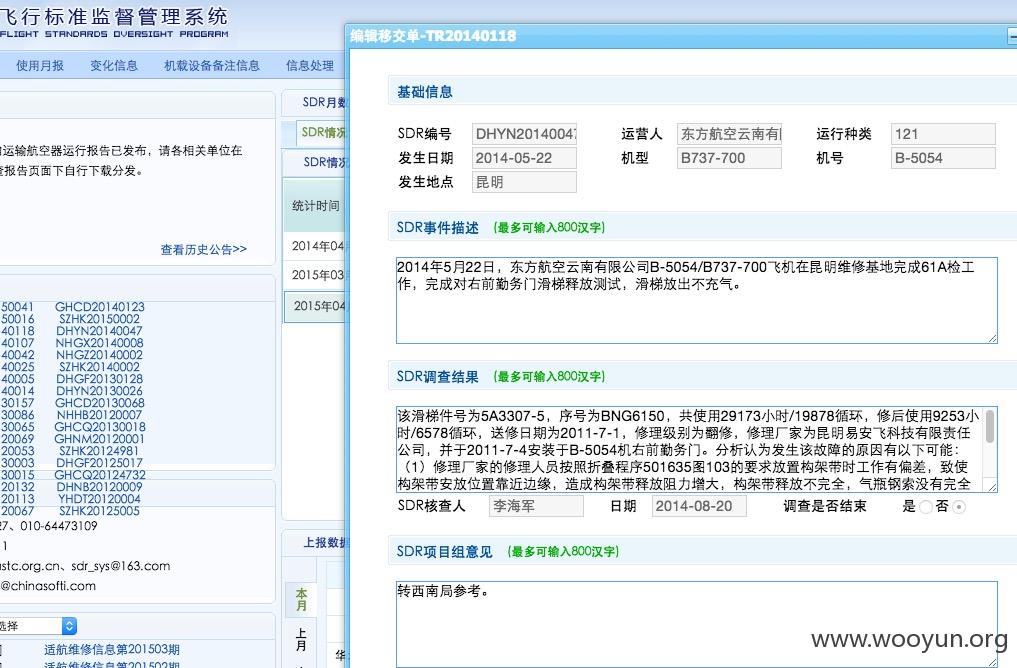 飞行标准监督管理系统
FLIGHT STANDARDS OVERSIGHT PROGRAM
使用月报 变化信息 机载设备备注信息 信息处理
运输航空器运行报告已发布，请各相关单位在
报告页面下自行下载分发。
查看历史公告>>
50041 GHCD20140123
50016 SZHK20150002
40118 DHYN20140047
40107 NHGX20140008
40042 NHGZ20140002
40025 SZHK20140002
40005 DHGF20130128
40014 DHYN20130026
30157 GHCD20130068
30086 NHHB20120007
30065 GHCQ20130018
20069 GHNM20120001
20053 SZHK20124981
30003 DHGF20125017
30015 GHCQ20124732
20132 DHNB20120009
20113 YHDT20120004
20067 SZHK20125005
27、010-64473109
1
astc.org.cn、sdr_sys@163.com
@chinasofti.com
选择
适航维修信息第201503期
适航维修信息第201502期
SDR月数
SDR情况
SDR情况
统计时间
2014年04
2015年03
2015年04
上报数据
本月
上月
华
编辑移交单-TR20140118
基础信息
SDR编号 DHYN20140047 运营人 东方航空云南有限 运行种类 121
发生日期 2014-05-22 机型 B737-700 机号 B-5054
发生地点 昆明
SDR事件描述 (最多可输入800汉字)
2014年5月22日，东方航空云南有限公司B-5054/B737-700飞机在昆明维修基地完成61A检工
作，完成对右前勤务门滑梯释放测试，滑梯放出不充气。
SDR调查结果 (最多可输入800汉字)
该滑梯件号为5A3307-5，序号为BNG6150，共使用29173小时/19878循环，修后使用9253小
时/6578循环，送修日期为2011-7-1，修理级别为翻修，修理厂家为昆明易安飞科技有限责任
公司，并于2011-7-4安装于B-5054机右前勤务门。分析认为发生该故障的原因有以下可能：
（1）修理厂家的修理人员按照折叠程序501635图103的要求放置构架带时工作有偏差，致使
构架带安放位置靠近边缘，造成构架带释放阻力增大，构架带释放不完全，气瓶钢索没有完全
SDR核查人 李海军 日期 2014-08-20 调查是否结束 是 否
SDR项目组意见 (最多可输入800汉字)
转西南局参考。
www.wooyun.org